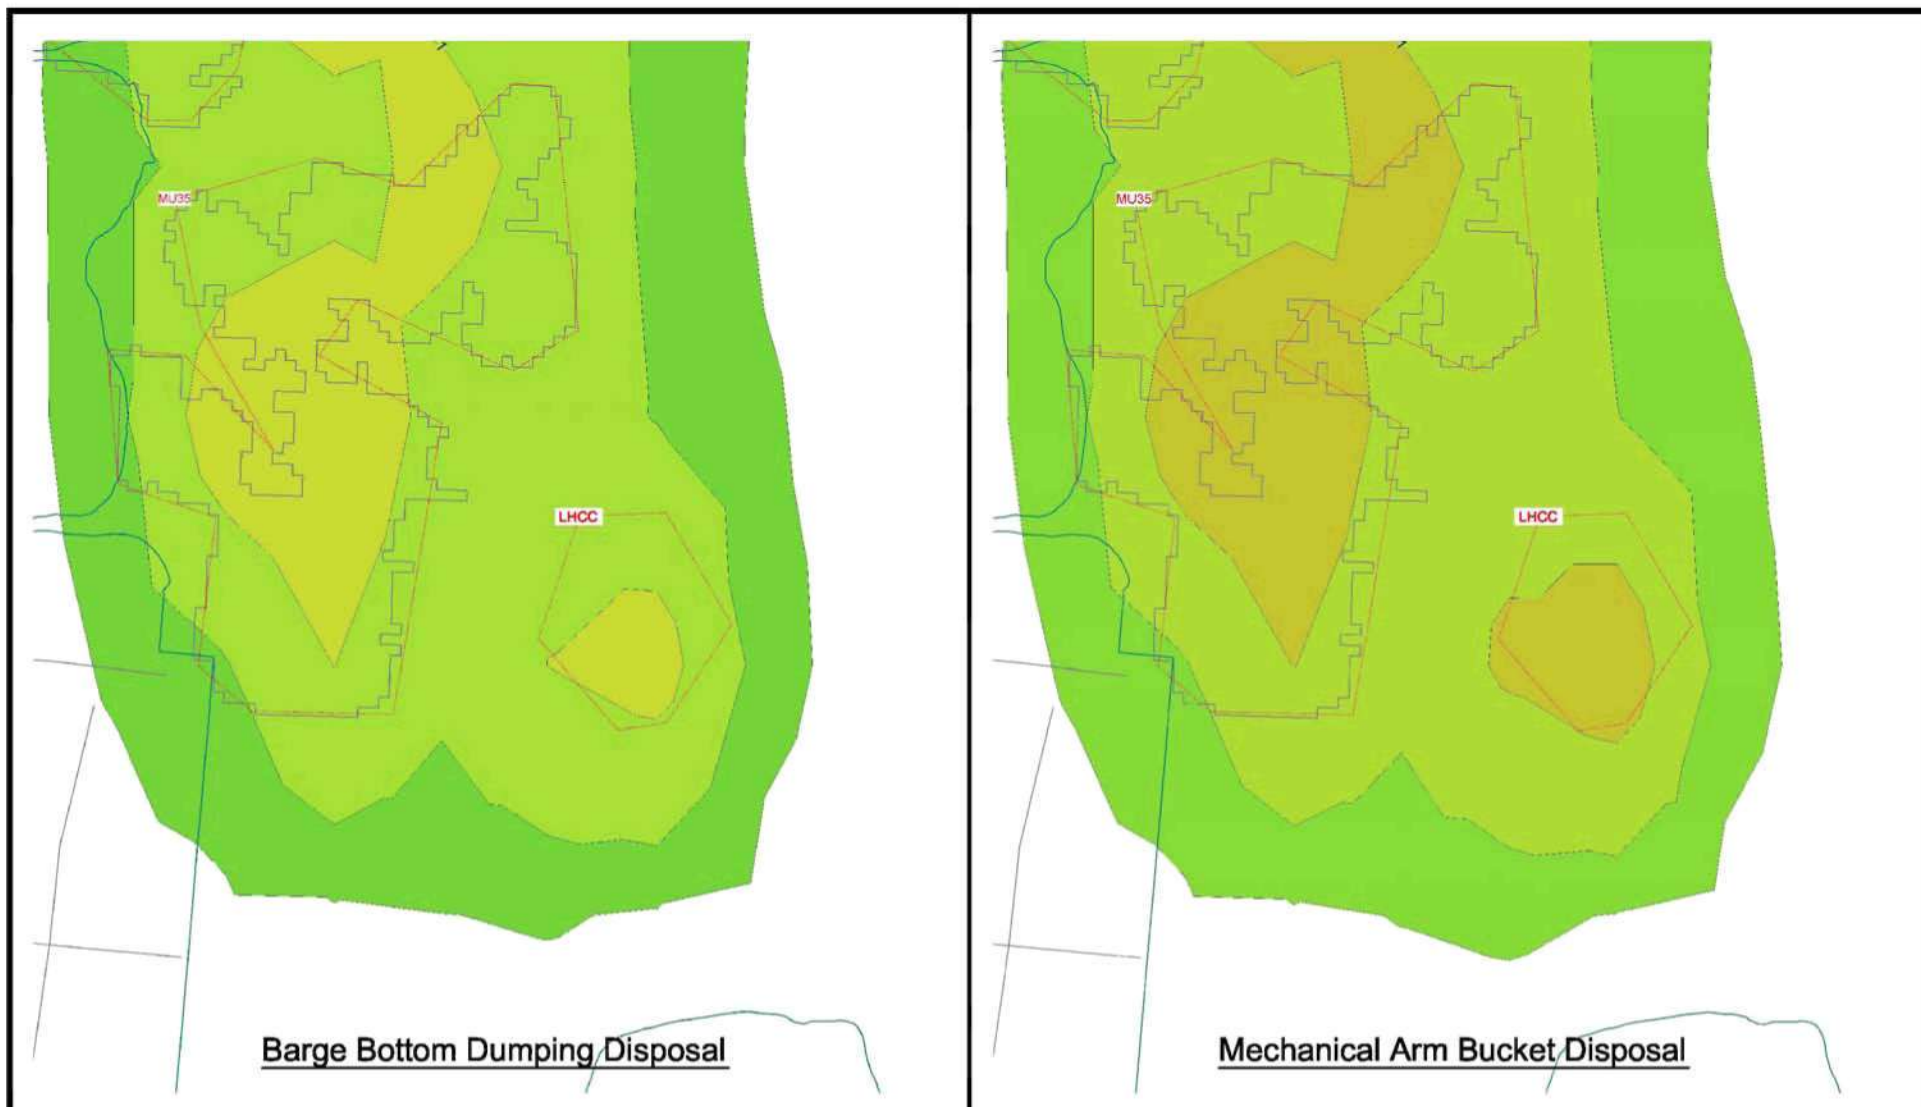 MU35
LHCC
Barge Bottom Dumping Disposal
MU35
LHCC
Mechanical Arm Bucket Disposal